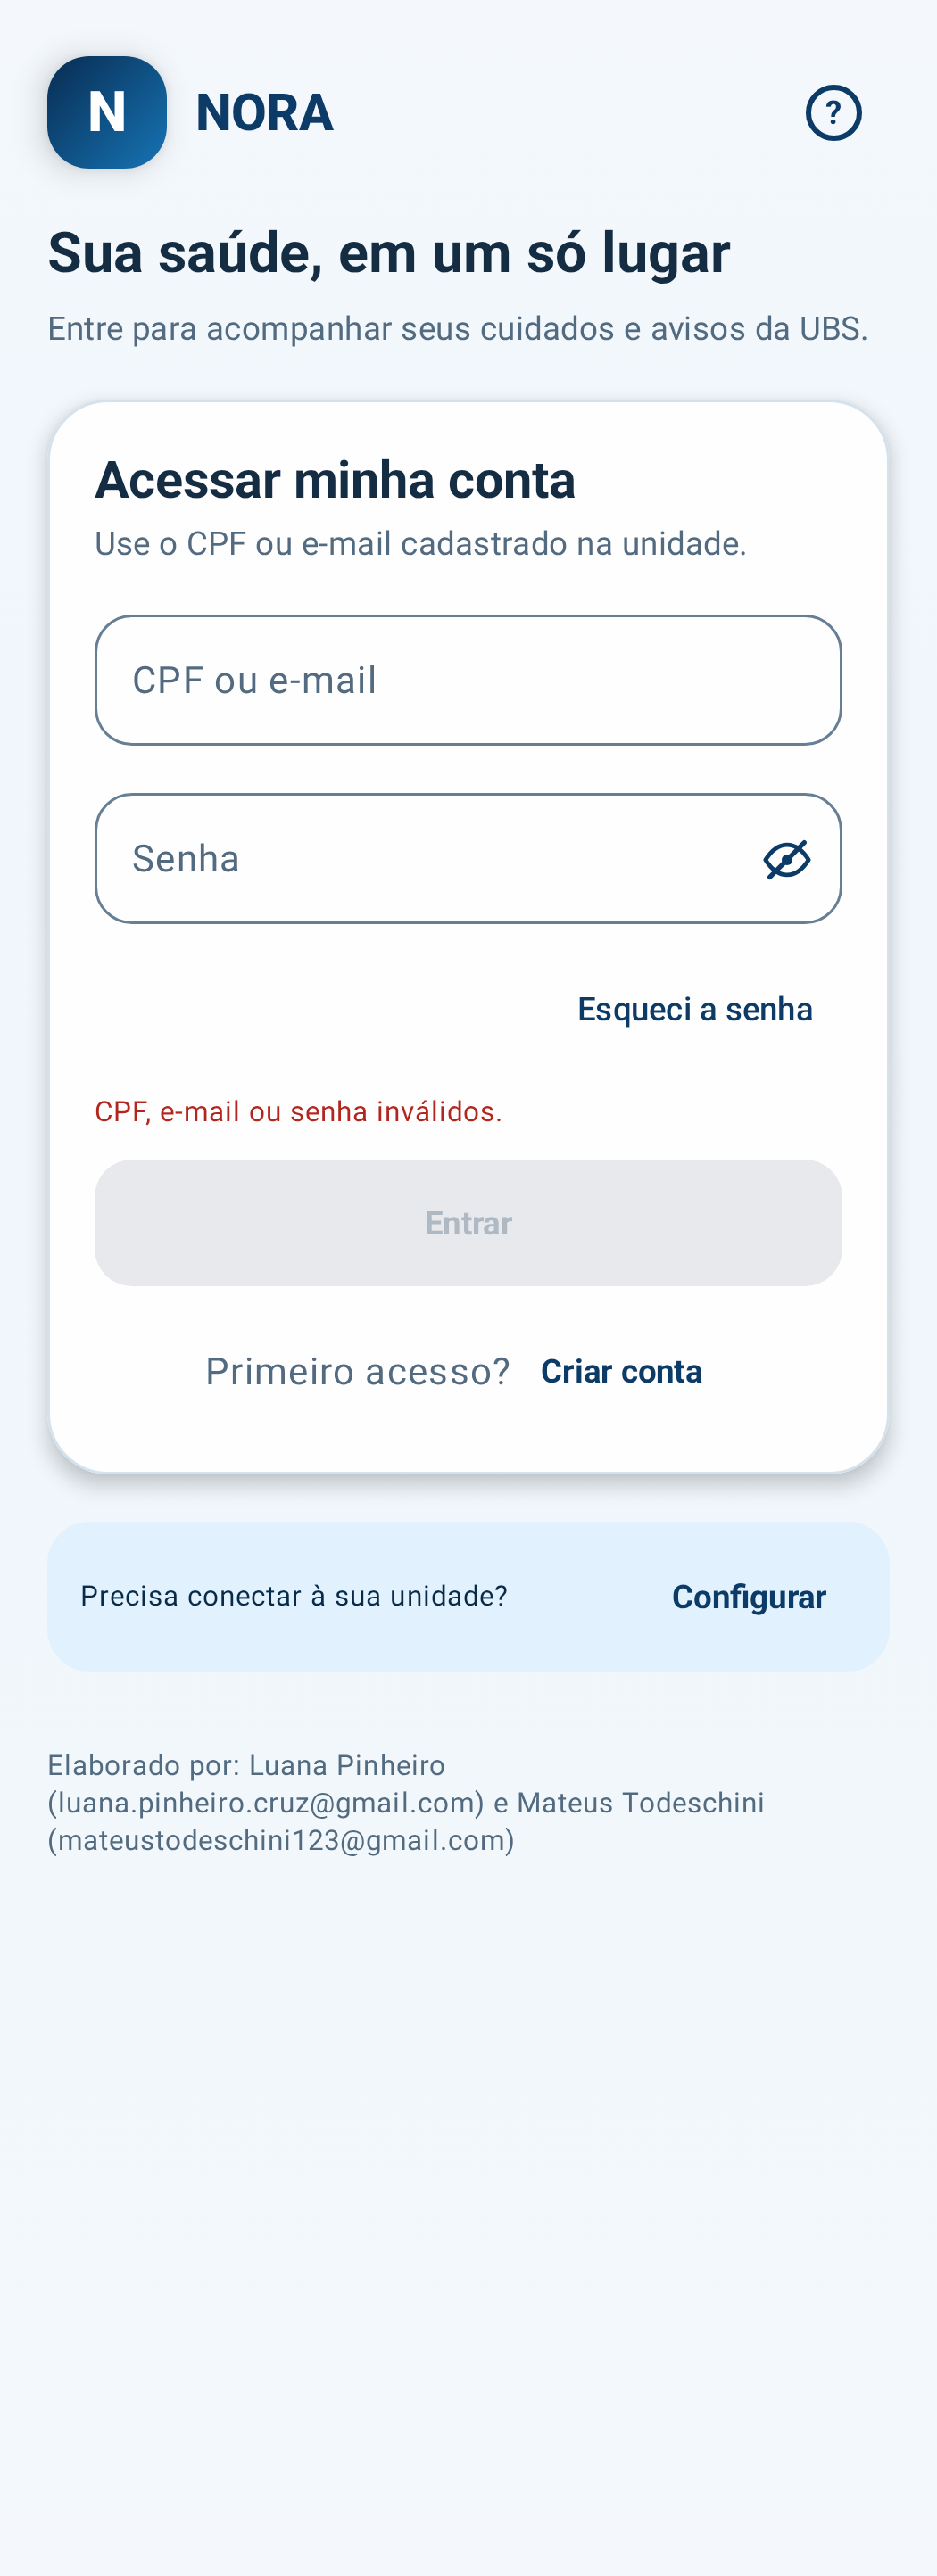 N
NORA
?
Sua saúde, em um só lugar
Entre para acompanhar seus cuidados e avisos da UBS.
Acessar minha conta
Use o CPF ou e-mail cadastrado na unidade.
CPF ou e-mail
Senha
Esqueci a senha
CPF, e-mail ou senha inválidos.
Entrar
Primeiro acesso? Criar conta
Precisa conectar à sua unidade? Configurar
Elaborado por: Luana Pinheiro
(luana.pinheiro.cruz@gmail.com) e Mateus Todeschini
(mateustodeschini123@gmail.com)